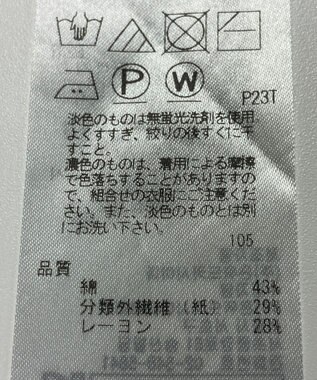 P
W
P23T
淡色のものは無蛍光洗剤を使用
よくすすぎ、絞りの後すぐに干
すこと。
濃色のものは、着用による摩擦
で色落ちすることがありますの
で、組合せの衣服にご注意くださ
い。また、淡色のものとは別
にお洗い下さい。
105
品質
綿 43%
分類外繊維(紙) 29%
レーヨン 28%